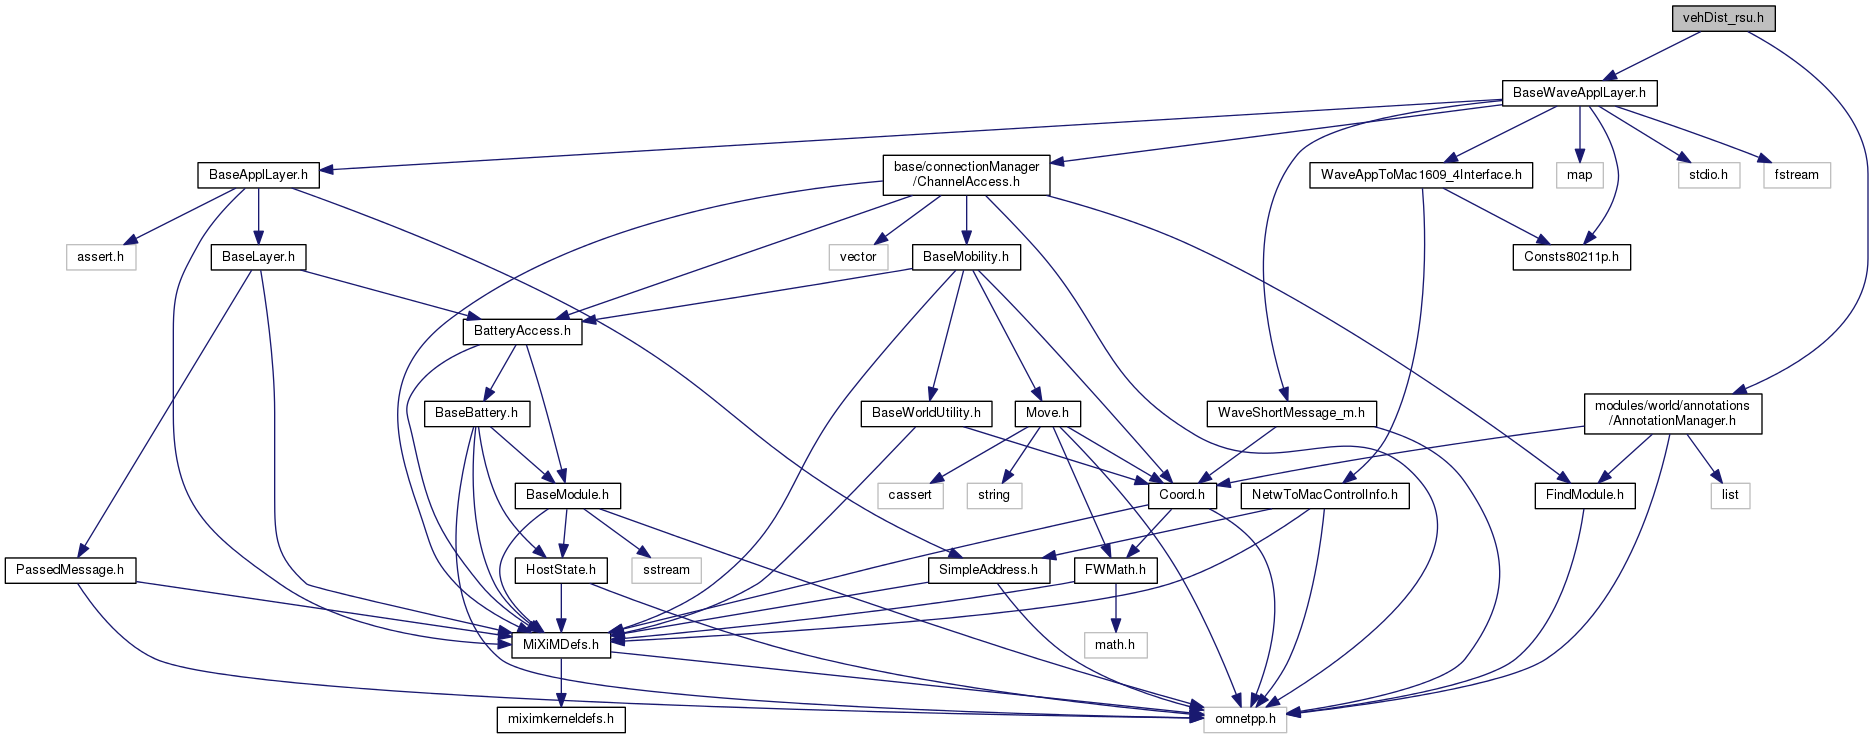 vehDist_rsu.h
BaseWaveApplLayer.h
BaseApplLayer.h
base/connectionManager
/ChannelAccess.h
WaveAppToMac1609_4Interface.h
map
stdio.h
fstream
assert.h
BaseLayer.h
vector
BaseMobility.h
Consts80211p.h
BatteryAccess.h
BaseBattery.h
BaseWorldUtility.h
Move.h
WaveShortMessage_m.h
modules/world/annotations
/AnnotationManager.h
BaseModule.h
cassert
string
Coord.h
NetwToMacControlInfo.h
FindModule.h
list
PassedMessage.h
HostState.h
sstream
SimpleAddress.h
FWMath.h
MiXiMDefs.h
math.h
miximkerneldefs.h
omnetpp.h